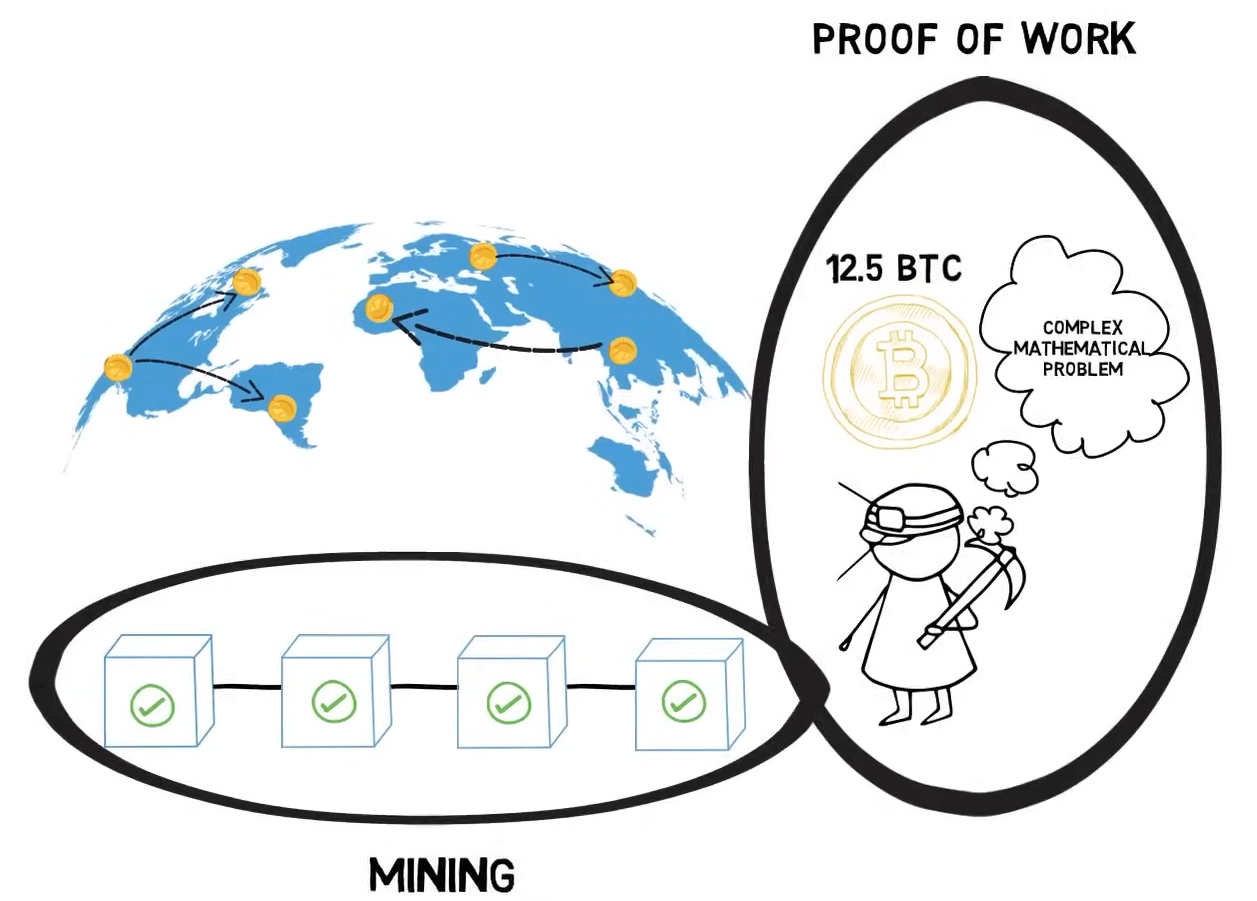 PROOF OF WORK
12.5 BTC
COMPLEX
MATHEMATICAL
PROBLEM
MINING